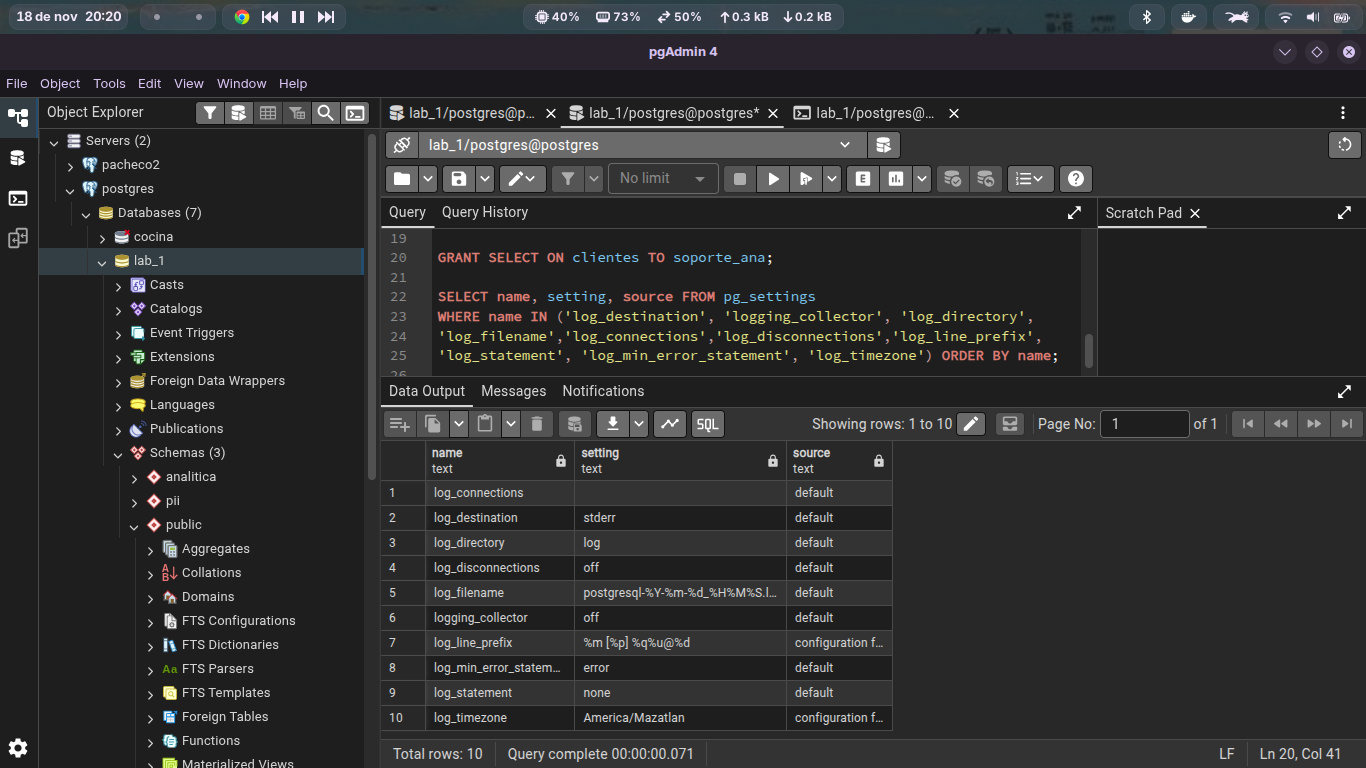 18 de nov 20:20
40% 73% 50% 0.3 kB 0.2 kB
pgAdmin 4
File Object Tools Edit View Window Help
Object Explorer
Servers (2)
pacheco2
postgres
Databases (7)
cocina
lab_1
Casts
Catalogs
Event Triggers
Extensions
Foreign Data Wrappers
Languages
Publications
Schemas (3)
analitica
pii
public
Aggregates
Collations
Domains
FTS Configurations
FTS Dictionaries
FTS Parsers
FTS Templates
Foreign Tables
Functions
Materialized Views
lab_1/postgres@p... lab_1/postgres@postgres* lab_1/postgres@...
lab_1/postgres@postgres
No limit E
Query Query History Scratch Pad
19
20 GRANT SELECT ON clientes TO soporte_ana;
21
22 SELECT name, setting, source FROM pg_settings
23 WHERE name IN ('log_destination', 'logging_collector', 'log_directory',
24 'log_filename','log_connections','log_disconnections','log_line_prefix',
25 'log_statement', 'log_min_error_statement', 'log_timezone') ORDER BY name;
26
Data Output Messages Notifications
SQL Showing rows: 1 to 10 Page No: 1 of 1
name setting source
text text text
1 log_connections default
2 log_destination stderr default
3 log_directory log default
4 log_disconnections off default
5 log_filename postgresql-%Y-%m-%d_%H%M%S.l... default
6 logging_collector off default
7 log_line_prefix %m [%p] %q%u@%d configuration f...
8 log_min_error_statem... error default
9 log_statement none default
10 log_timezone America/Mazatlan configuration f...
Total rows: 10 Query complete 00:00:00.071 LF Ln 20, Col 41